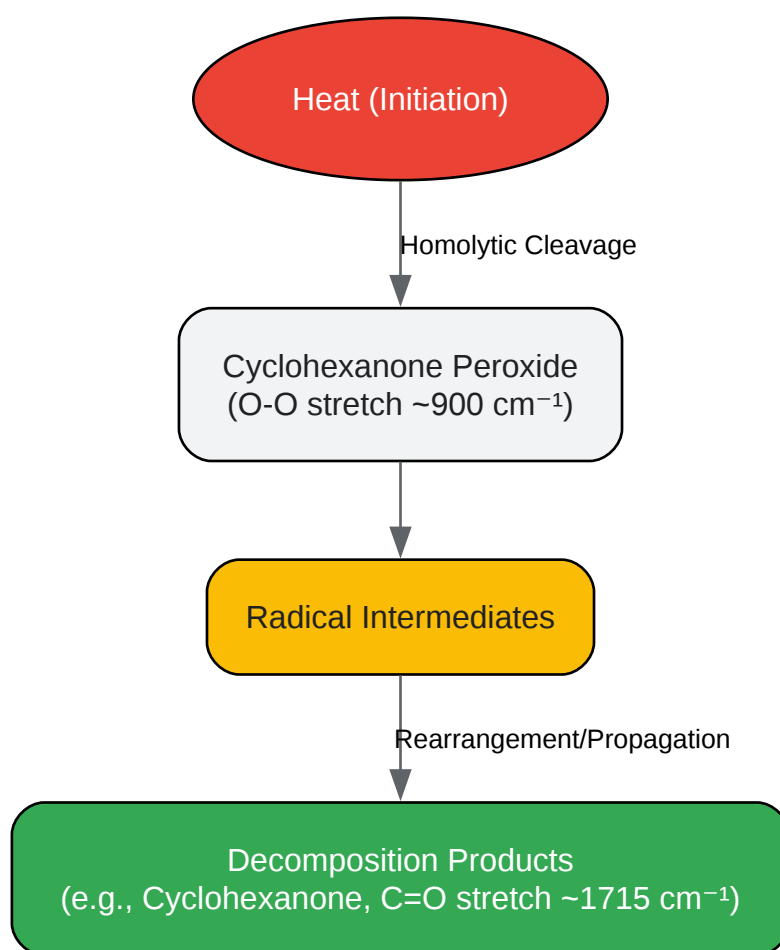 Heat (Initiation)
Homolytic Cleavage
Cyclohexanone Peroxide
(O-O stretch ~900 cm⁻¹)
Radical Intermediates
Rearrangement/Propagation
Decomposition Products
(e.g., Cyclohexanone, C=O stretch ~1715 cm⁻¹)